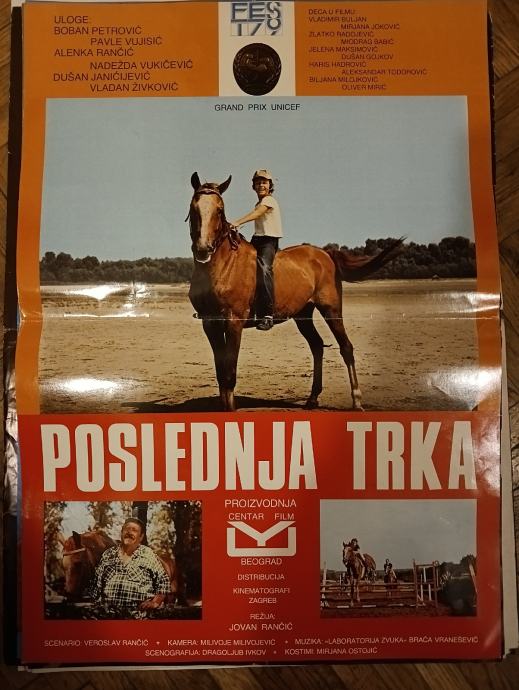 ULOGE:
BOBAN PETROVIĆ
PAVLE VUJISIĆ
ALENKA RANČIĆ
NADEŽDA VUKIĆEVIĆ
DUŠAN JANIĆIJEVIĆ
VLADAN ŽIVKOVIĆ
FEST
179
DECA U FILMU:
VLADIMIR BULJAN
MIRJANA JOKOVIĆ
ZLATKO RADOJEVIĆ
MIODRAG BABIĆ
JELENA MAKSIMOVIĆ
DUŠAN GOJKOV
HARIS HADROVIĆ
ALEKSANDAR TODOROVIĆ
BILJANA MILOJKOVIĆ
OLIVER MIRIĆ
GRAND PRIX UNICEF
POSLEDNJA TRKA
PROIZVODNJA
CENTAR FILM
BEOGRAD
DISTRIBUCIJA
KINEMATOGRAFI
ZAGREB
REŽIJA:
JOVAN RANČIĆ
SCENARIO: VEROSLAV RANČIĆ • KAMERA: MILIVOJE MILIVOJEVIĆ • MUZIKA: «LABORATORIJA ZVUKA» BRAĆA VRANEŠEVIĆ
SCENOGRAFIJA: DRAGOLJUB IVKOV • KOSTIMI: MIRJANA OSTOJIĆ